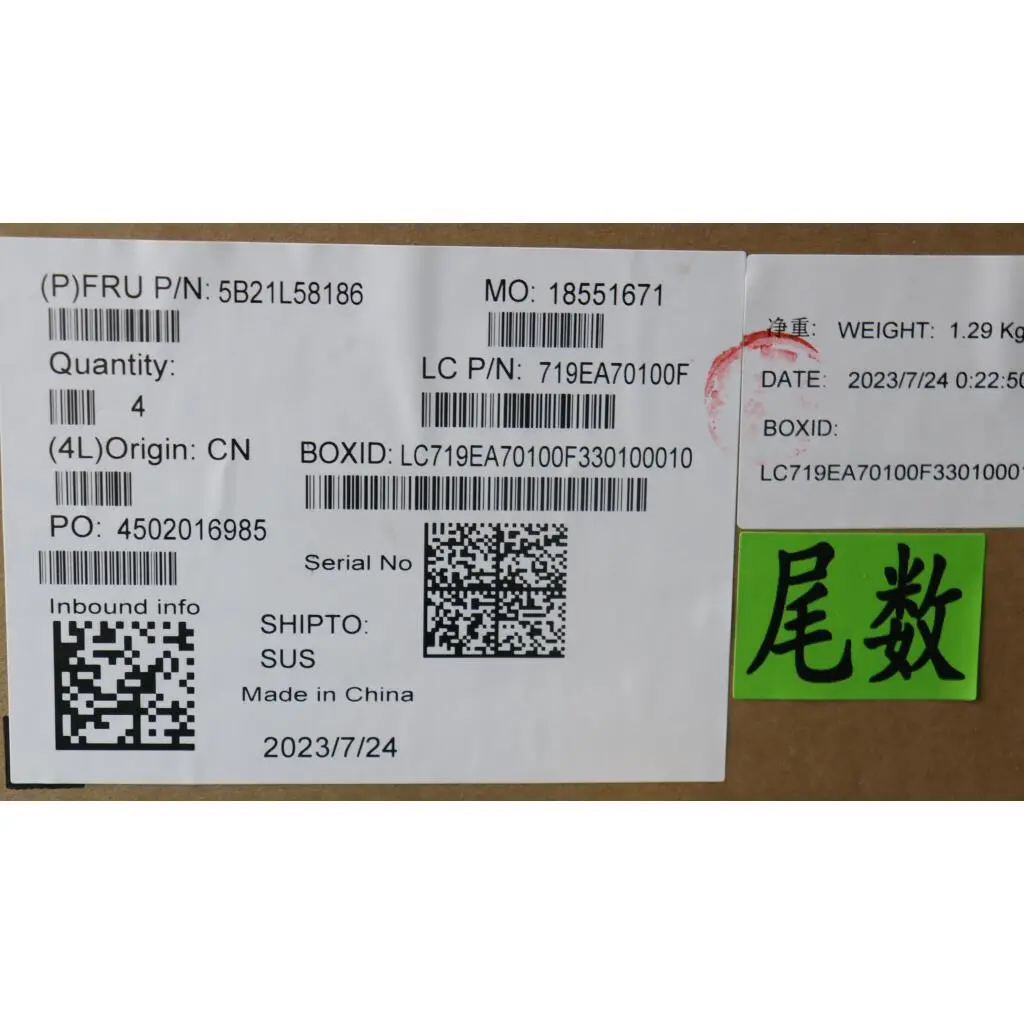 (P)FRU P/N: 5B21L58186
MO: 18551671
Quantity:
4
LC P/N: 719EA70100F
(4L)Origin: CN
BOXID: LC719EA70100F330100010
PO: 4502016985
Serial No
Inbound info
SHIPTO:
SUS
Made in China
2023/7/24
净重: WEIGHT: 1.29 Kg
DATE: 2023/7/24 0:22:50
BOXID:
LC719EA70100F33010001
尾数